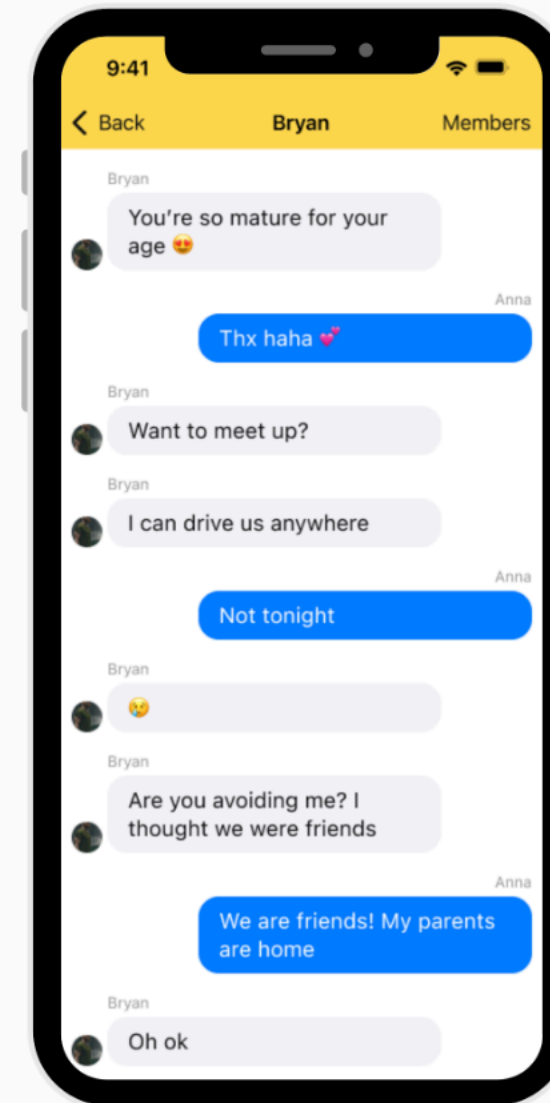 9:41
Back Bryan Members
Bryan
You're so mature for your
age 😍
Anna
Thx haha 💕
Bryan
Want to meet up?
Bryan
I can drive us anywhere
Anna
Not tonight
Bryan
😢
Bryan
Are you avoiding me? I
thought we were friends
Anna
We are friends! My parents
are home
Bryan
Oh ok